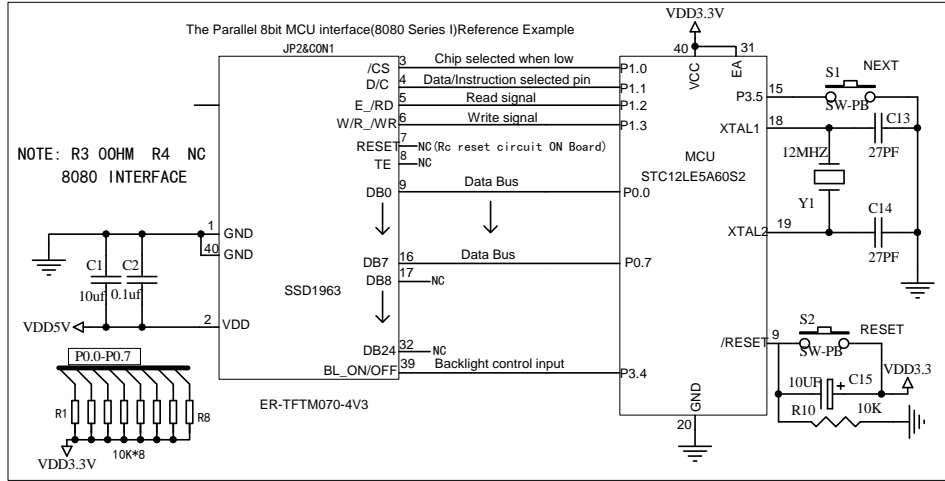 The Parallel 8bit MCU interface(8080 Series I)Reference Example
VDD3.3V
JP2&CON1
40
31
VCC
EA
/CS 3 Chip selected when low P1.0
D/C 4 Data/Instruction selected pin P1.1
E_/RD 5 Read signal P1.2
W/R_/WR 6 Write signal P1.3
RESET 7 NC(Rc reset circuit ON Board)
TE 8 NC
DB0 9 Data Bus P0.0
DB7 16 Data Bus P0.7
DB8 17 NC
DB24 32 NC
BL_ON/OFF 39 Backlight control input P3.4
SSD1963
ER-TFTM070-4V3
NOTE: R3 0OHM R4 NC
8080 INTERFACE
1 GND
40 GND
C1
C2
10uf
0.1uf
VDD5V
2 VDD
P0.0-P0.7
R1
R8
10K*8
VDD3.3V
MCU
STC12LE5A60S2
P3.5 15
S1
NEXT
SW-PB
XTAL1 18
C13
27PF
12MHZ
Y1
XTAL2 19
C14
27PF
/RESET 9
S2
RESET
SW-PB
VDD3.3
10UF
+
C15
R10
10K
GND
20